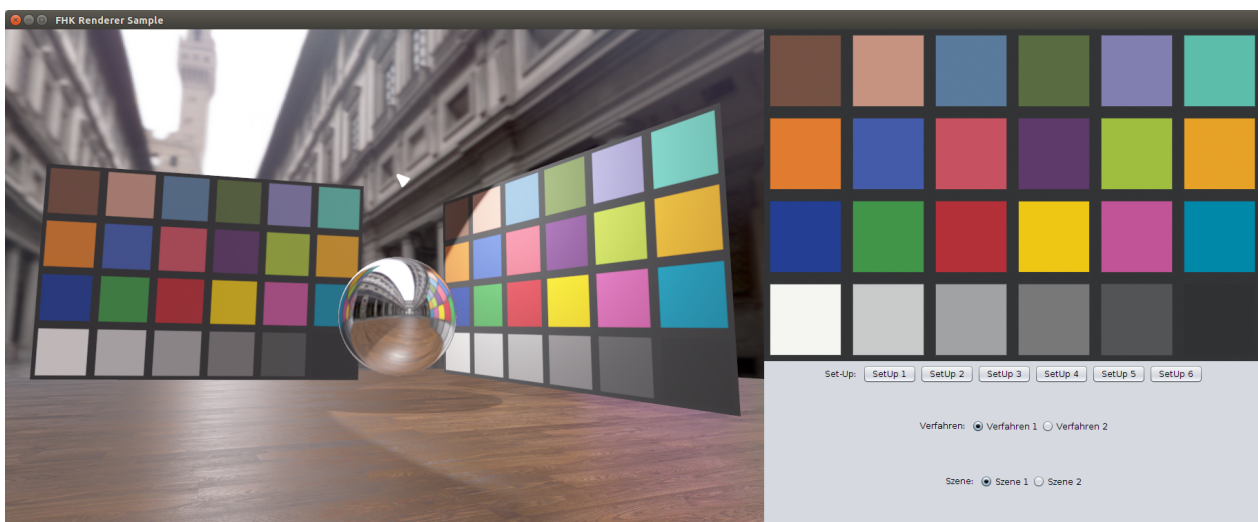 FHK Renderer Sample
Set-Up: SetUp 1 SetUp 2 SetUp 3 SetUp 4 SetUp 5 SetUp 6
Verfahren: Verfahren 1 Verfahren 2
Szene: Szene 1 Szene 2